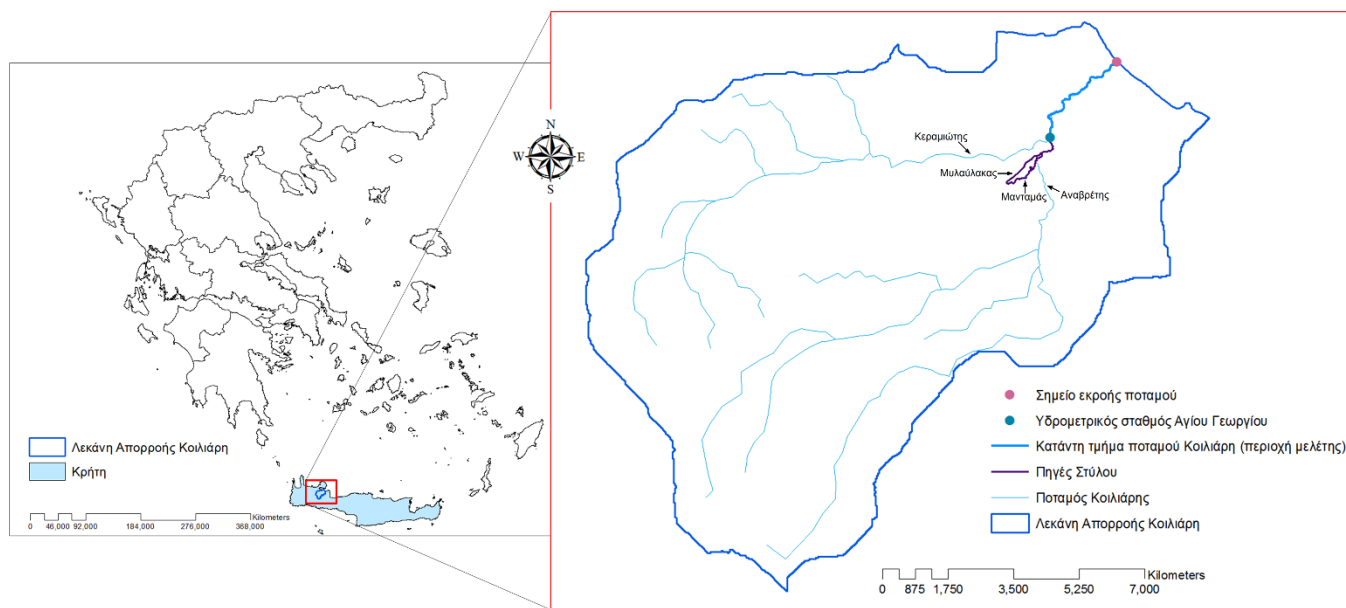 N
W
E
S
Λεκάνη Απορροής Κοιλιάρη
Κρήτη
Kilometers
0 46,000 92,000 184,000 276,000 368,000
Κεραμιώτης
Μυλαύλακας
Μανταμάς
Αναβρέτης
Σημείο εκροής ποταμού
Υδρομετρικός σταθμός Αγίου Γεωργίου
Κατάντη τμήμα ποταμού Κοιλιάρη (περιοχή μελέτης)
Πηγές Στύλου
Ποταμός Κοιλιάρης
Λεκάνη Απορροής Κοιλιάρη
Kilometers
0 875 1,750 3,500 5,250 7,000